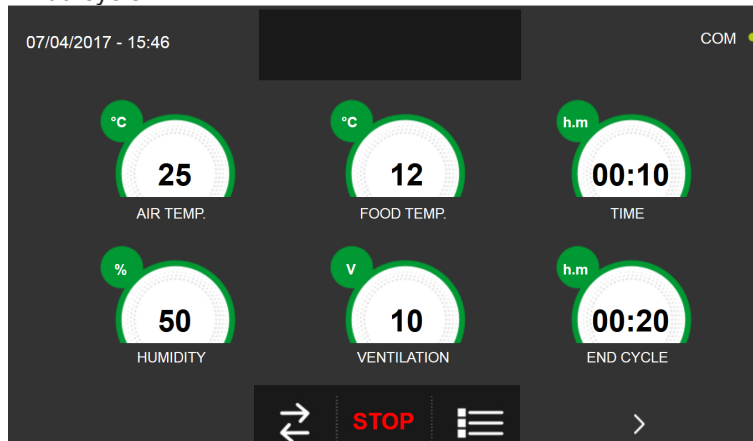 07/04/2017 - 15:46
COM
°C
°C
h.m
25
12
00:10
AIR TEMP.
FOOD TEMP.
TIME
%
V
h.m
50
10
00:20
HUMIDITY
VENTILATION
END CYCLE
STOP